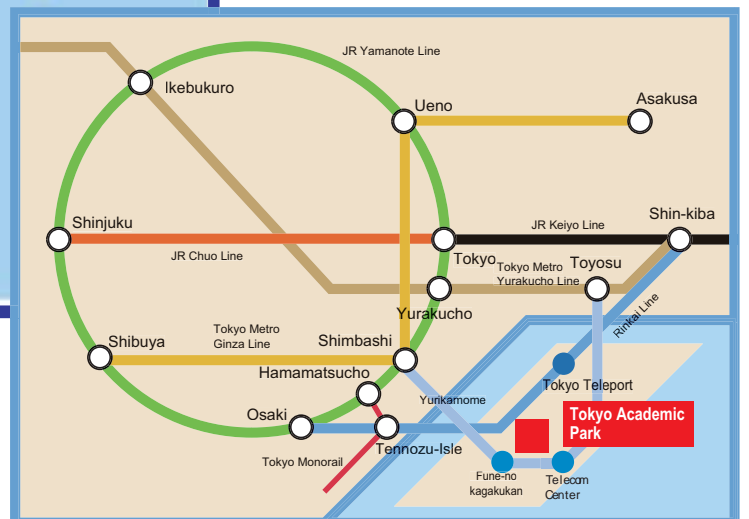 JR Yamanote Line
Ikebukuro
Ueno
Asakusa
Shinjuku
JR Chuo Line
JR Keiyo Line
Shin-kiba
Tokyo
Tokyo Metro
Yurakucho Line
Toyosu
Yurakucho
Rinkai Line
Shibuya
Tokyo Metro
Ginza Line
Shimbashi
Hamamatsucho
Tokyo Teleport
Yurikamome
Osaki
Tokyo Academic
Park
Tennozu-Isle
Tokyo Monorail
Fune-no
kagakukan
Telecom
Center